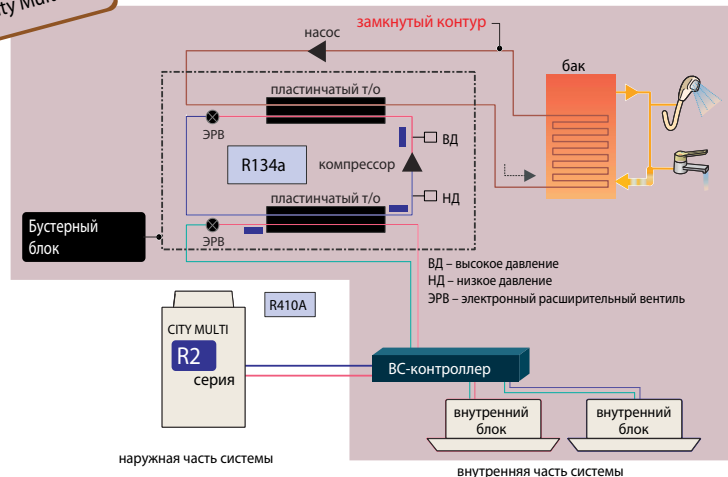 City Mult
замкнутый контур
насос
бак
пластинчатый т/о
ЭРВ
ВД
R134a
компрессор
пластинчатый т/о
НД
ЭРВ
Бустерный
блок
ВД – высокое давление
НД – низкое давление
ЭРВ – электронный расширительный вентиль
R410A
CITY MULTI
R2
серия
ВС-контроллер
внутренний
блок
внутренний
блок
наружная часть системы
внутренняя часть системы